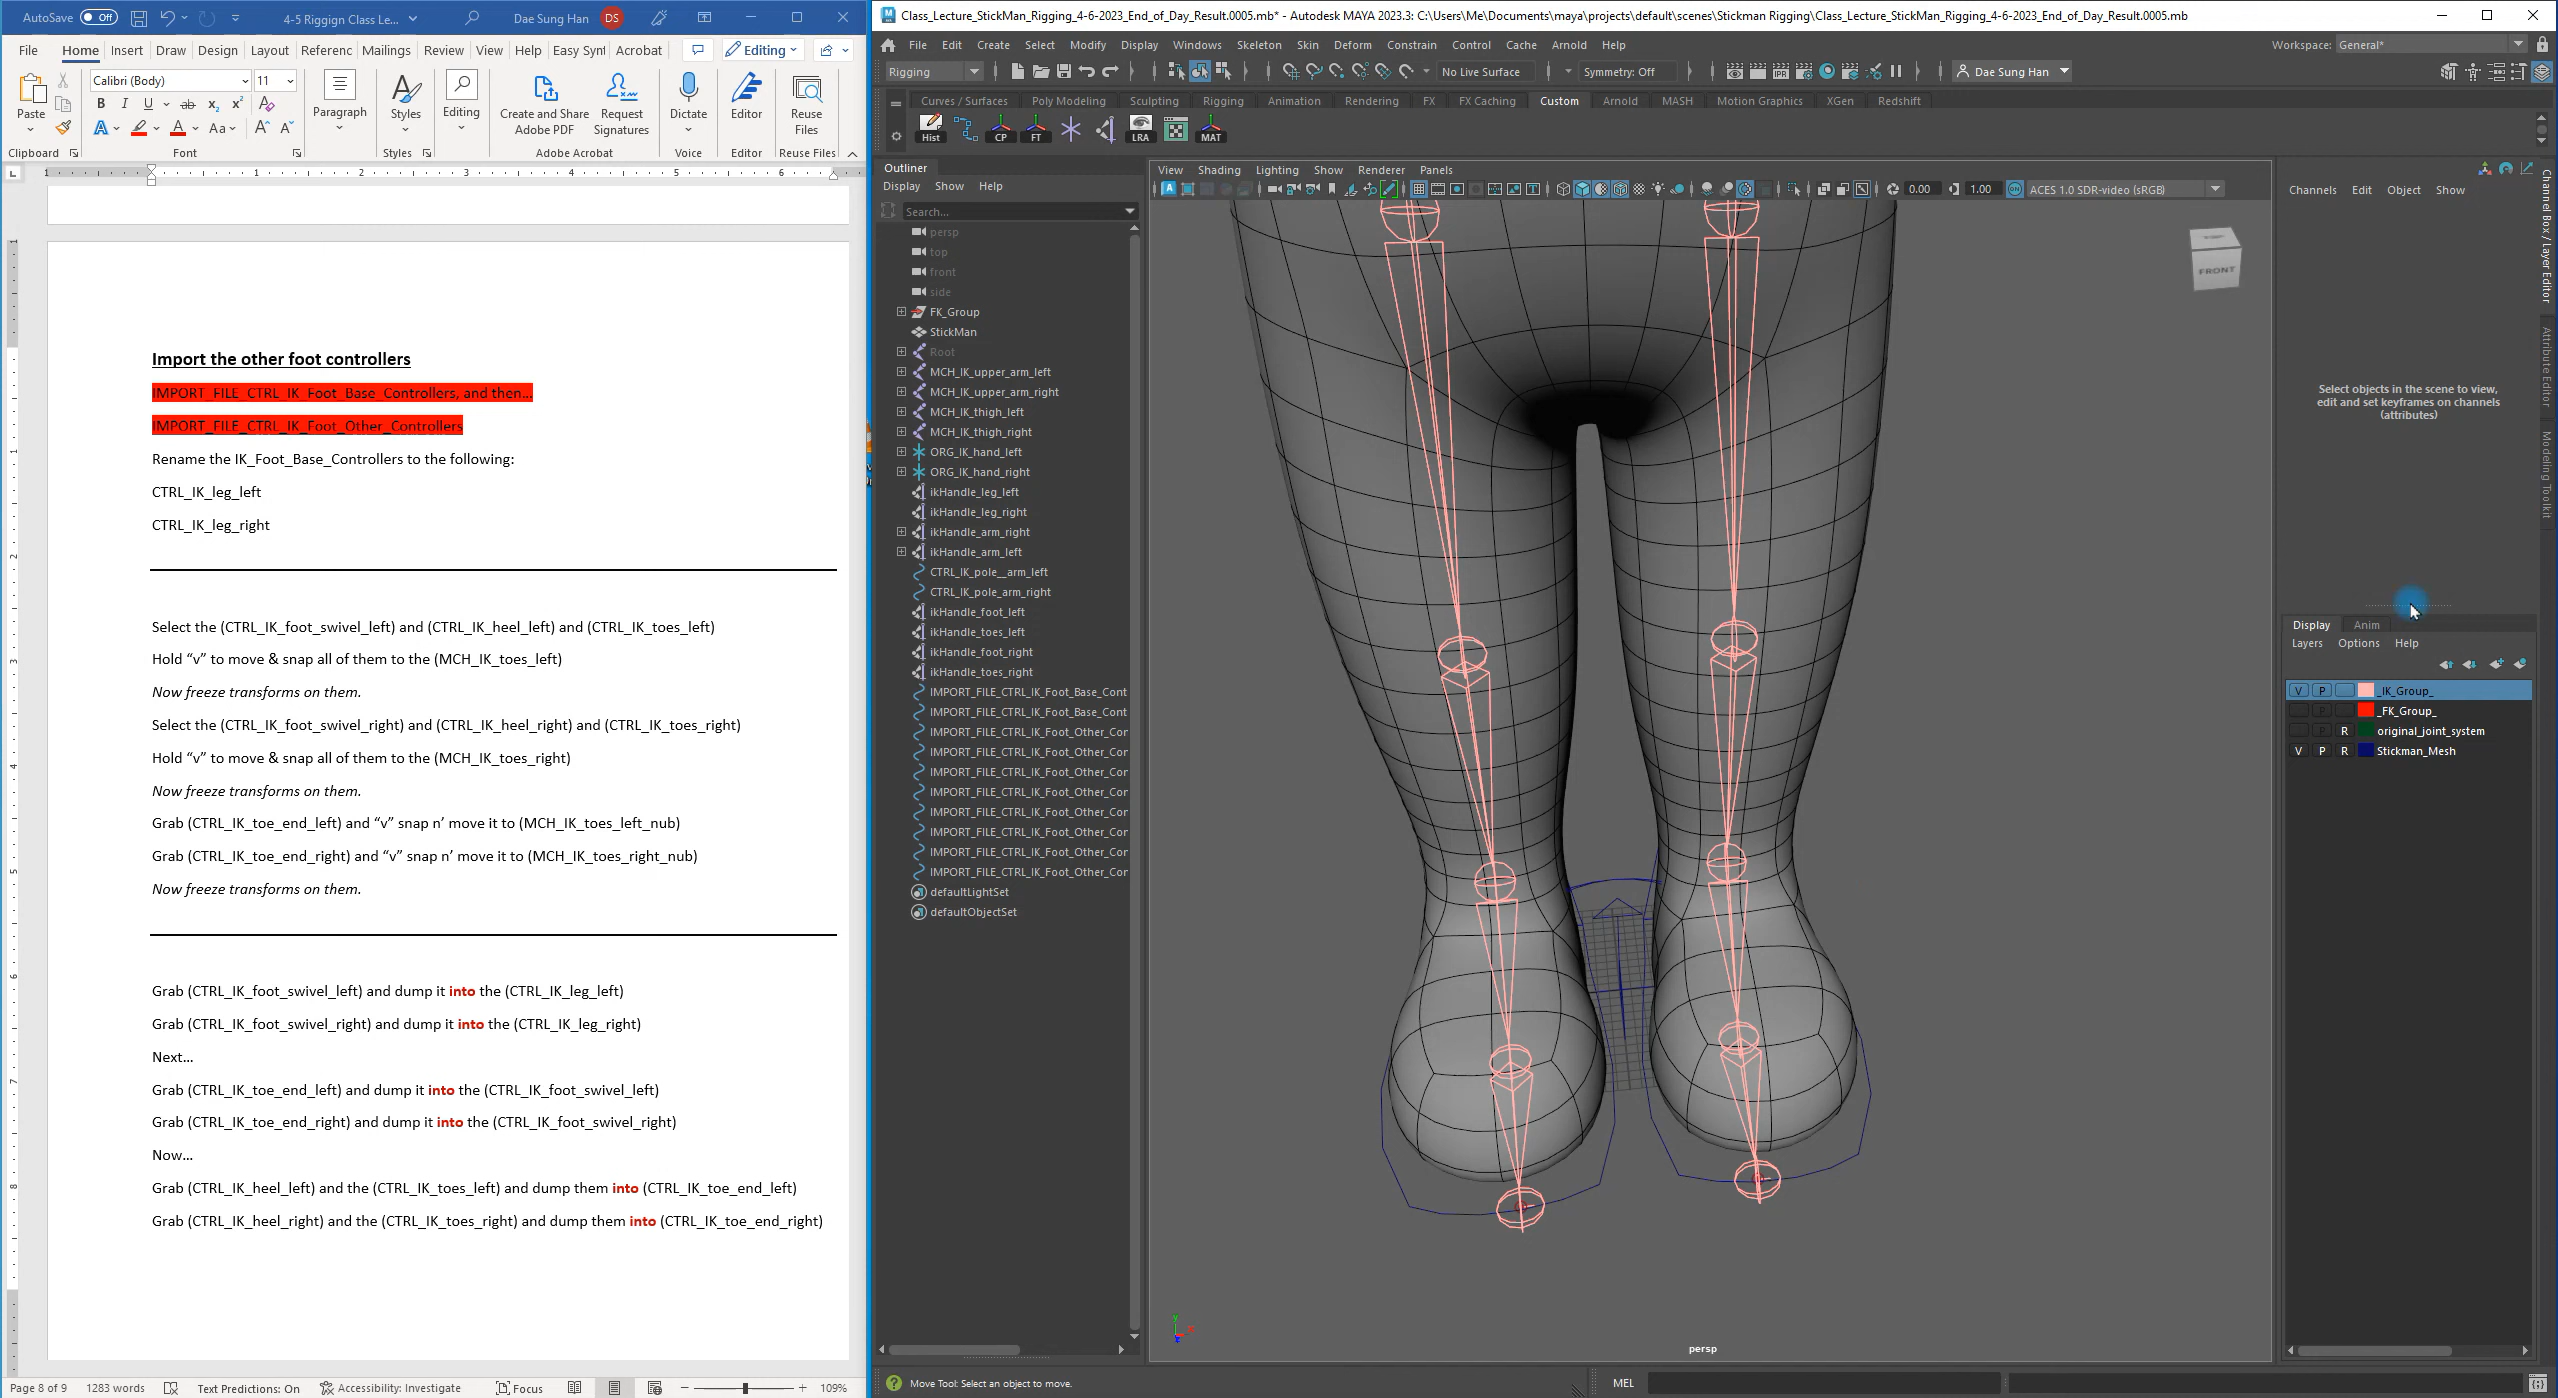 AutoSave Off 4-5 Riggign Class Le... Dae Sung Han DS
File Home Insert Draw Design Layout Referenc Mailings Review View Help Easy Synt Acrobat Editing
Calibri (Body) 11
Paste Paragraph Styles Editing Create and Share Adobe PDF Request Signatures Dictate Editor Reuse Files
Clipboard Font Styles Adobe Acrobat Voice Editor Reuse Files
Import the other foot controllers
IMPORT_FILE_CTRL_IK_Foot_Base_Controllers, and then...
IMPORT_FILE_CTRL_IK_Foot_Other_Controllers
Rename the IK_Foot_Base_Controllers to the following:
CTRL_IK_leg_left
CTRL_IK_leg_right
Select the (CTRL_IK_foot_swivel_left) and (CTRL_IK_heel_left) and (CTRL_IK_toes_left)
Hold “v” to move & snap all of them to the (MCH_IK_toes_left)
Now freeze transforms on them.
Select the (CTRL_IK_foot_swivel_right) and (CTRL_IK_heel_right) and (CTRL_IK_toes_right)
Hold “v” to move & snap all of them to the (MCH_IK_toes_right)
Now freeze transforms on them.
Grab (CTRL_IK_toe_end_left) and “v” snap n’ move it to (MCH_IK_toes_left_nub)
Grab (CTRL_IK_toe_end_right) and “v” snap n’ move it to (MCH_IK_toes_right_nub)
Now freeze transforms on them.
Grab (CTRL_IK_foot_swivel_left) and dump it into the (CTRL_IK_leg_left)
Grab (CTRL_IK_foot_swivel_right) and dump it into the (CTRL_IK_leg_right)
Next...
Grab (CTRL_IK_toe_end_left) and dump it into the (CTRL_IK_foot_swivel_left)
Grab (CTRL_IK_toe_end_right) and dump it into the (CTRL_IK_foot_swivel_right)
Now...
Grab (CTRL_IK_heel_left) and the (CTRL_IK_toes_left) and dump them into (CTRL_IK_toe_end_left)
Grab (CTRL_IK_heel_right) and the (CTRL_IK_toes_right) and dump them into (CTRL_IK_toe_end_right)
Page 8 of 9 1283 words Text Predictions: On Accessibility: Investigate Focus 109%
Class_Lecture_StickMan_Rigging_4-6-2023_End_of_Day_Result.0005.mb* - Autodesk MAYA 2023.3: C:\Users\Me\Documents\maya\projects\default\scenes\Stickman Rigging\Class_Lecture_StickMan_Rigging_4-6-2023_End_of_Day_Result.0005.mb
File Edit Create Select Modify Display Windows Skeleton Skin Deform Constrain Control Cache Arnold Help Workspace: General*
Rigging No Live Surface Symmetry: Off Dae Sung Han
Curves / Surfaces Poly Modeling Sculpting Rigging Animation Rendering FX FX Caching Custom Arnold MASH Motion Graphics XGen Redshift
Hist CP FT LRA MAT
Outliner
Display Show Help
Search...
persp
top
front
side
FK_Group
StickMan
Root
MCH_IK_upper_arm_left
MCH_IK_upper_arm_right
MCH_IK_thigh_left
MCH_IK_thigh_right
ORG_IK_hand_left
ORG_IK_hand_right
ikHandle_leg_left
ikHandle_leg_right
ikHandle_arm_right
ikHandle_arm_left
CTRL_IK_pole__arm_left
CTRL_IK_pole_arm_right
ikHandle_foot_left
ikHandle_toes_left
ikHandle_foot_right
ikHandle_toes_right
IMPORT_FILE_CTRL_IK_Foot_Base_Cont
IMPORT_FILE_CTRL_IK_Foot_Base_Cont
IMPORT_FILE_CTRL_IK_Foot_Other_Cor
IMPORT_FILE_CTRL_IK_Foot_Other_Cor
IMPORT_FILE_CTRL_IK_Foot_Other_Cor
IMPORT_FILE_CTRL_IK_Foot_Other_Cor
IMPORT_FILE_CTRL_IK_Foot_Other_Cor
IMPORT_FILE_CTRL_IK_Foot_Other_Cor
IMPORT_FILE_CTRL_IK_Foot_Other_Cor
IMPORT_FILE_CTRL_IK_Foot_Other_Cor
defaultLightSet
defaultObjectSet
View Shading Lighting Show Renderer Panels
0.00 1.00 ACES 1.0 SDR-video (sRGB)
FRONT
persp
Channels Edit Object Show
Select objects in the scene to view,
edit and set keyframes on channels
(attributes)
Display Anim
Layers Options Help
V P _IK_Group_
P _FK_Group_
P R original_joint_system
V P R Stickman_Mesh
Channel Box / Layer Editor
Attribute Editor
Modeling Toolkit
Move Tool: Select an object to move.
MEL